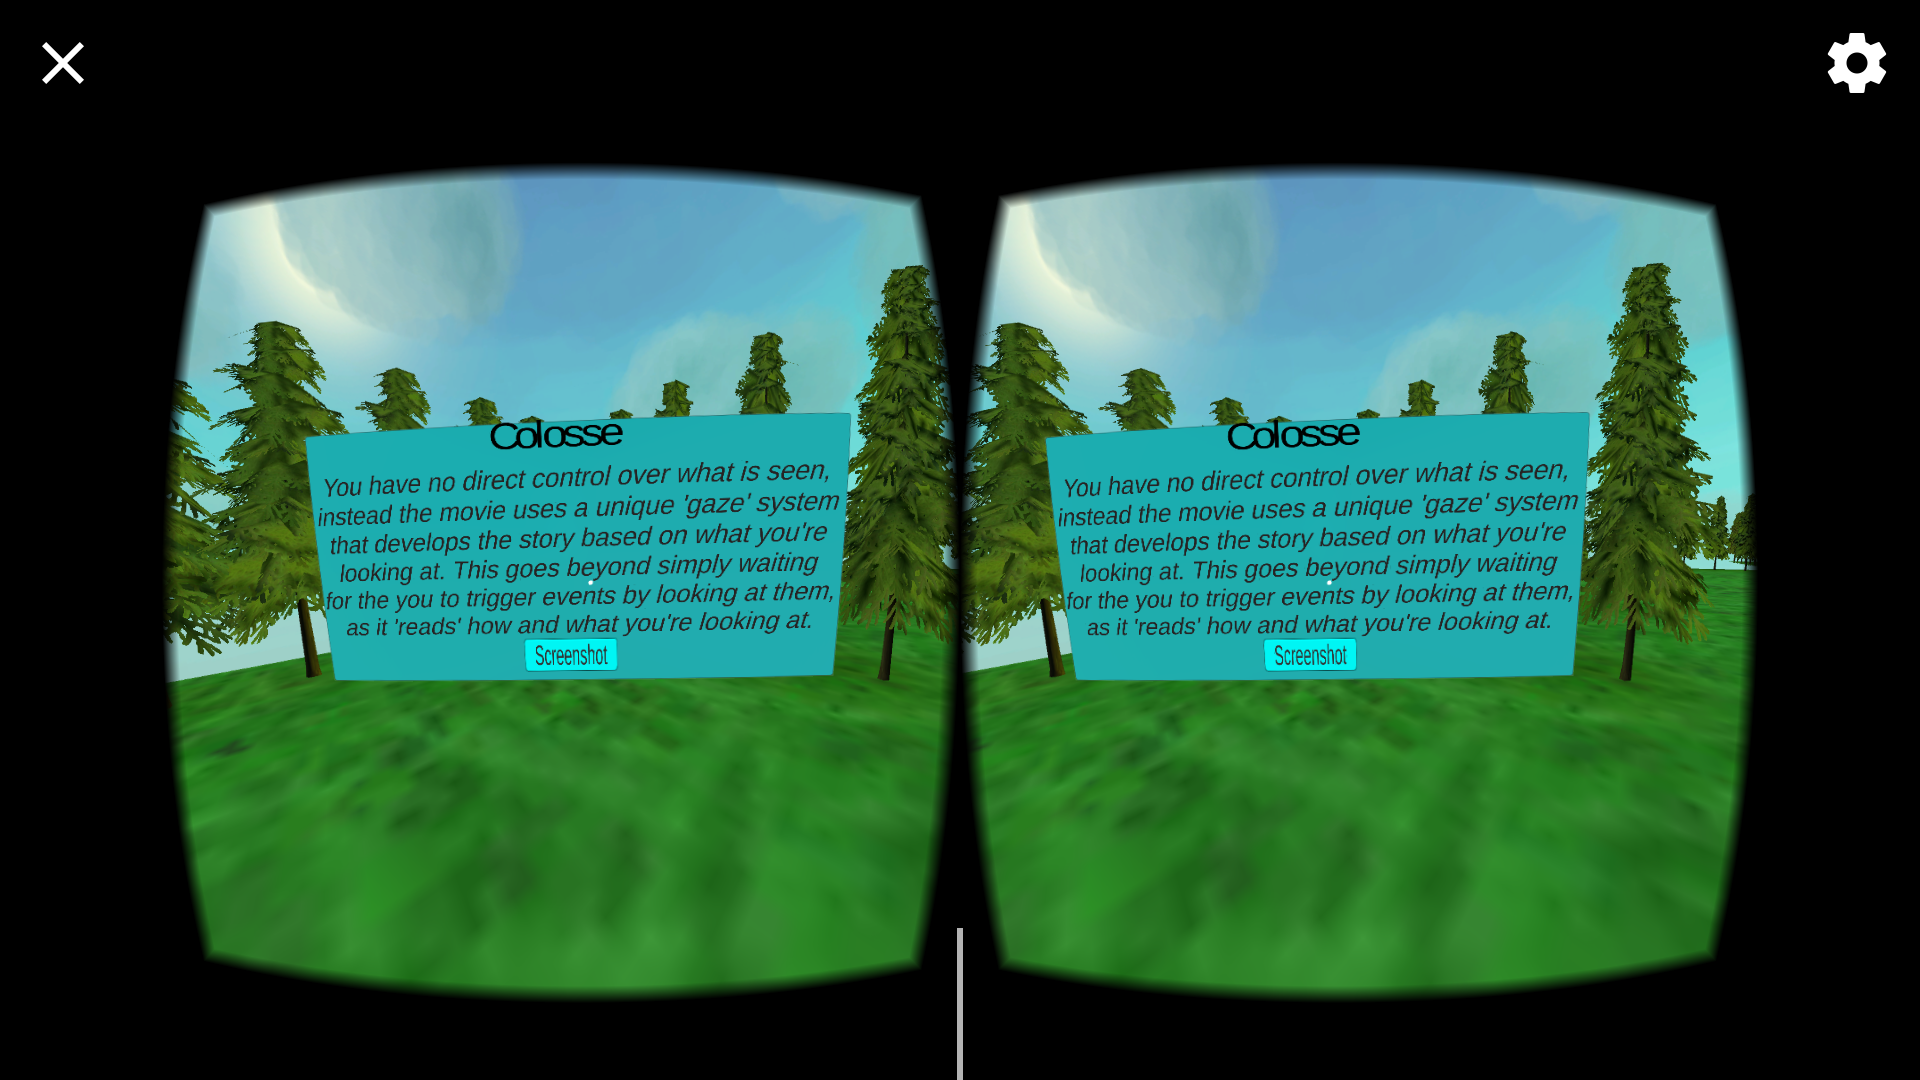 Colosse
You have no direct control over what is seen,
instead the movie uses a unique 'gaze' system
that develops the story based on what you're
looking at. This goes beyond simply waiting
for the you to trigger events by looking at them,
as it 'reads' how and what you're looking at.
Screenshot
Colosse
You have no direct control over what is seen,
instead the movie uses a unique 'gaze' system
that develops the story based on what you're
looking at. This goes beyond simply waiting
for the you to trigger events by looking at them,
as it 'reads' how and what you're looking at.
Screenshot